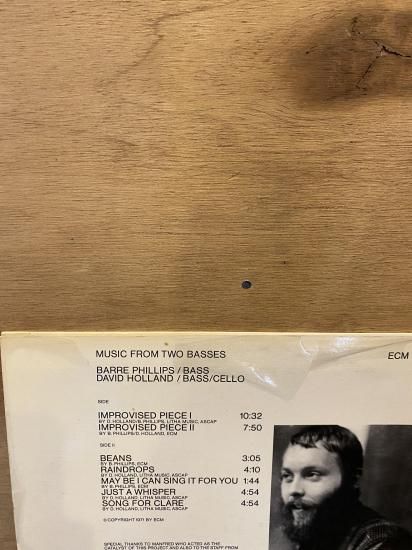 MUSIC FROM TWO BASSES
ECM
BARRE PHILLIPS / BASS
DAVID HOLLAND / BASS/CELLO
SIDE
IMPROVISED PIECE I 10:32
BY D. HOLLAND/B. PHILLIPS, LITHA MUSIC, ASCAP
IMPROVISED PIECE II 7:50
BY B. PHILLIPS/D. HOLLAND, ECM
SIDE II
BEANS 3:05
BY B. PHILLIPS, ECM
RAINDROPS 4:10
BY D. HOLLAND, LITHA MUSIC, ASCAP
MAY BE I CAN SING IT FOR YOU 1:44
BY B. PHILLIPS, ECM
JUST A WHISPER 4:54
BY D. HOLLAND, LITHA MUSIC, ASCAP
SONG FOR CLARE 4:54
BY D. HOLLAND, LITHA MUSIC, ASCAP
© COPYRIGHT 1971 BY ECM
SPECIAL THANKS TO MANFRED WHO ACTED AS THE
CATALYST OF THIS PROJECT AND ALSO TO THE STAFF FROM